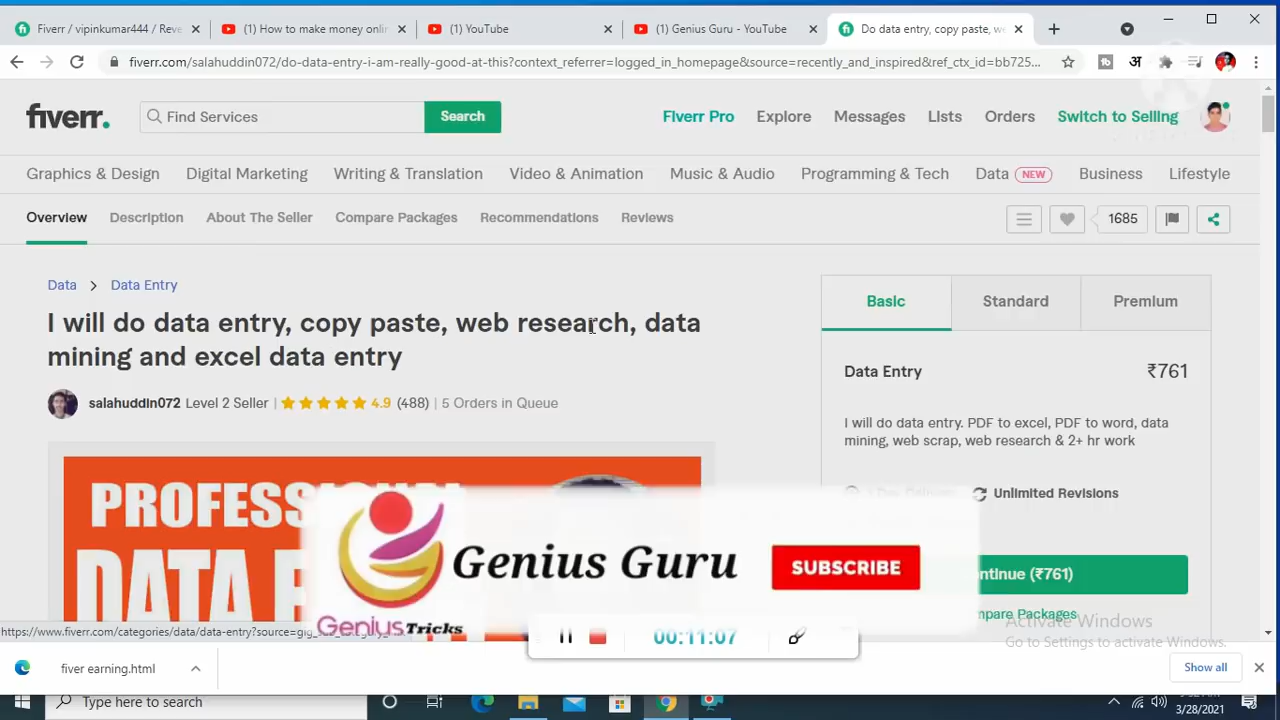 Fiverr / vipinkumar444 / Reve
(1) How to make money onlin
(1) YouTube
(1) Genius Guru - YouTube
Do data entry, copy paste, we
fiverr.com/salahuddin072/do-data-entry-i-am-really-good-at-this?context_referrer=logged_in_homepage&source=recently_and_inspired&ref_ctx_id=bb725...
अ
fiverr.
Find Services
Search
Fiverr Pro
Explore
Messages
Lists
Orders
Switch to Selling
Graphics & Design
Digital Marketing
Writing & Translation
Video & Animation
Music & Audio
Programming & Tech
Data NEW
Business
Lifestyle
Overview
Description
About The Seller
Compare Packages
Recommendations
Reviews
1685
Data > Data Entry
I will do data entry, copy paste, web research, data
mining and excel data entry
salahuddin072 Level 2 Seller | 4.9 (488) | 5 Orders in Queue
Basic
Standard
Premium
Data Entry
₹761
I will do data entry. PDF to excel, PDF to word, data
mining, web scrap, web research & 2+ hr work
Unlimited Revisions
(₹761)
Compare Packages
PROFESS
DATA
Genius Guru
SUBSCRIBE
Genius Tricks
00:11:07
Activate Windows
Go to Settings to activate Windows.
https://www.fiverr.com/categories/data/data-entry?source=gig_
fiver earning.html
Show all
Type here to search
3/28/2021